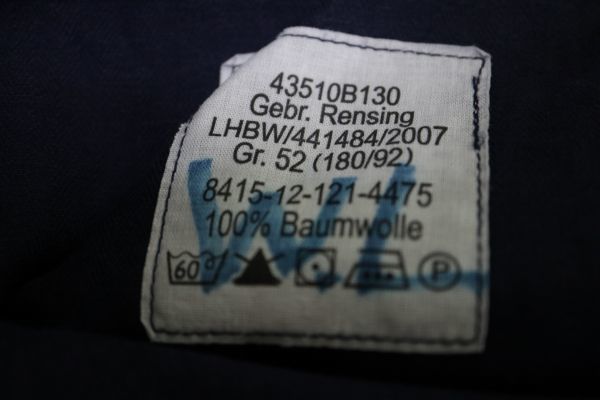 43510B130
Gebr. Rensing
LHBW/441484/2007
Gr. 52 (180/92)
8415-12-121-4475
100% Baumwolle
60° P